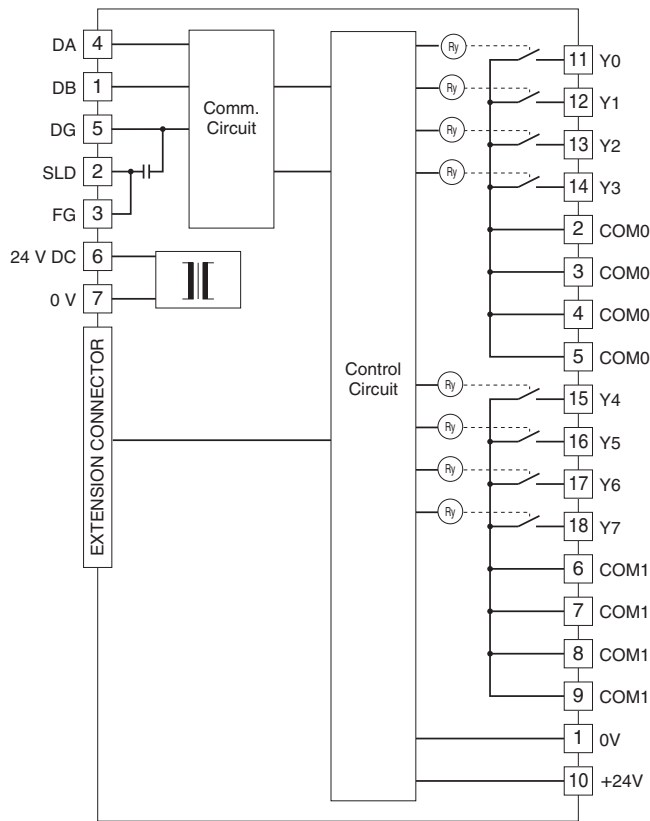 DA 4
DB 1
DG 5
SLD 2
FG 3
24 V DC 6
0 V 7
EXTENSION CONNECTOR
Comm.
Circuit
Control
Circuit
Ry
Ry
Ry
Ry
Ry
Ry
Ry
Ry
11 Y0
12 Y1
13 Y2
14 Y3
2 COM0
3 COM0
4 COM0
5 COM0
15 Y4
16 Y5
17 Y6
18 Y7
6 COM1
7 COM1
8 COM1
9 COM1
1 0V
10 +24V